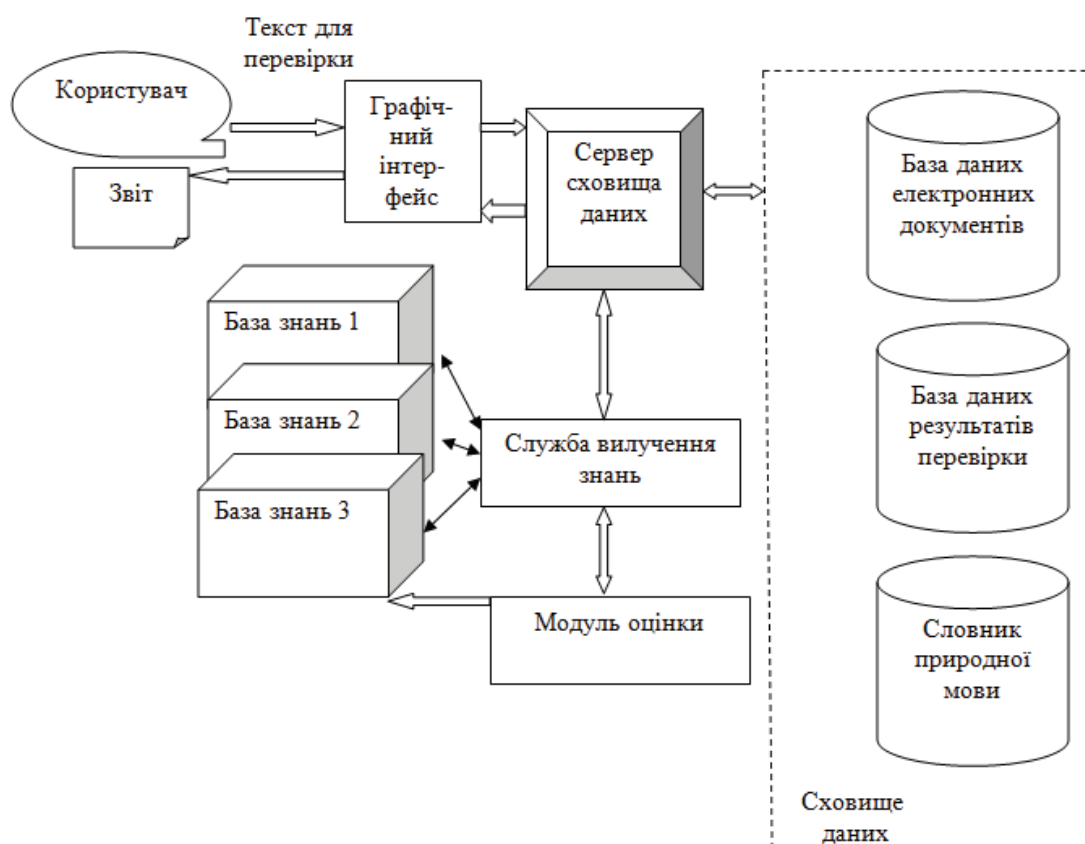 Текст для
перевірки
Користувач
Графіч-
ний
інтер-
фейс
Звіт
Сервер
сховища
даних
База даних
електронних
документів
База знань 1
База знань 2
База знань 3
Служба вилучення
знань
База даних
результатів
перевірки
Модуль оцінки
Словник
природної
мови
Сховище
даних